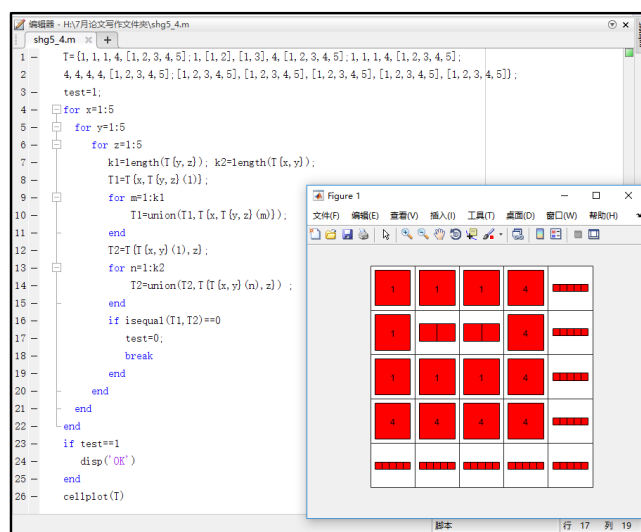 编辑器 - H:\7月论文写作文件夹\shg5_4.m
shg5_4.m
1 T={1,1,1,4,[1,2,3,4,5];1,[1,2],[1,3],4,[1,2,3,4,5];1,1,1,4,[1,2,3,4,5];
2 4,4,4,4,[1,2,3,4,5];[1,2,3,4,5],[1,2,3,4,5],[1,2,3,4,5],[1,2,3,4,5],[1,2,3,4,5]};
3 test=1;
4 for x=1:5
5 for y=1:5
6 for z=1:5
7 k1=length(T{y,z}); k2=length(T{x,y});
8 T1=T{x,T{y,z}(1)};
9 for m=1:k1
10 T1=union(T1,T{x,T{y,z}(m)});
11 end
12 T2=T{T{x,y}(1),z};
13 for n=1:k2
14 T2=union(T2,T{T{x,y}(n),z}) ;
15 end
16 if isequal(T1,T2)==0
17 test=0;
18 break
19 end
20 end
21 end
22 end
23 if test==1
24 disp('OK')
25 end
26 cellplot(T)
Figure 1
文件(F) 编辑(E) 查看(V) 插入(I) 工具(T) 桌面(D) 窗口(W) 帮助(H)
1 1 1 4
1 4
1 1 1 4
4 4 4 4
脚本 行 17 列 19